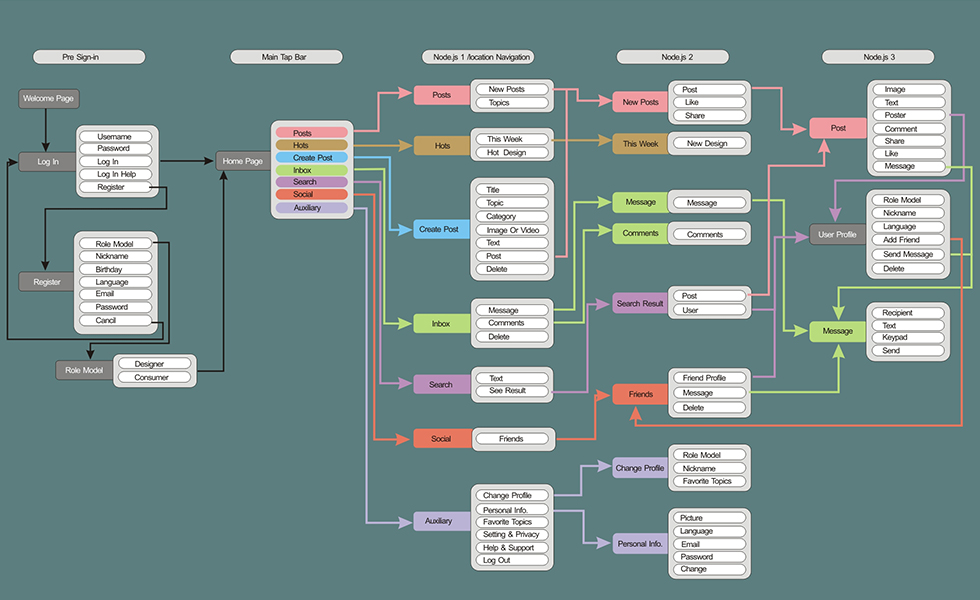 Pre Sign-in
Main Tap Bar
Node.js 1 /location Navigation
Node.js 2
Node.js 3
Welcome Page
Log In
Username
Password
Log In
Log In Help
Register
Register
Role Model
Nickname
Birthday
Language
Email
Password
Cancil
Role Model
Designer
Consumer
Home Page
Posts
Hots
Create Post
Inbox
Search
Social
Auxiliary
Posts
New Posts
Topics
Hots
This Week
Hot Design
Create Post
Title
Topic
Category
Image Or Video
Text
Post
Delete
Inbox
Message
Comments
Delete
Search
Text
See Result
Social
Friends
Auxiliary
Change Profile
Personal Info.
Favorite Topics
Setting & Privacy
Help & Support
Log Out
New Posts
Post
Like
Share
This Week
New Design
Message
Message
Comments
Comments
Search Result
Post
User
Friends
Friend Profile
Message
Delete
Change Profile
Role Model
Nickname
Favorite Topics
Personal Info.
Picture
Language
Email
Password
Change
Post
Image
Text
Poster
Comment
Share
Like
Message
User Profile
Role Model
Nickname
Language
Add Friend
Send Message
Delete
Message
Recipient
Text
Keypad
Send